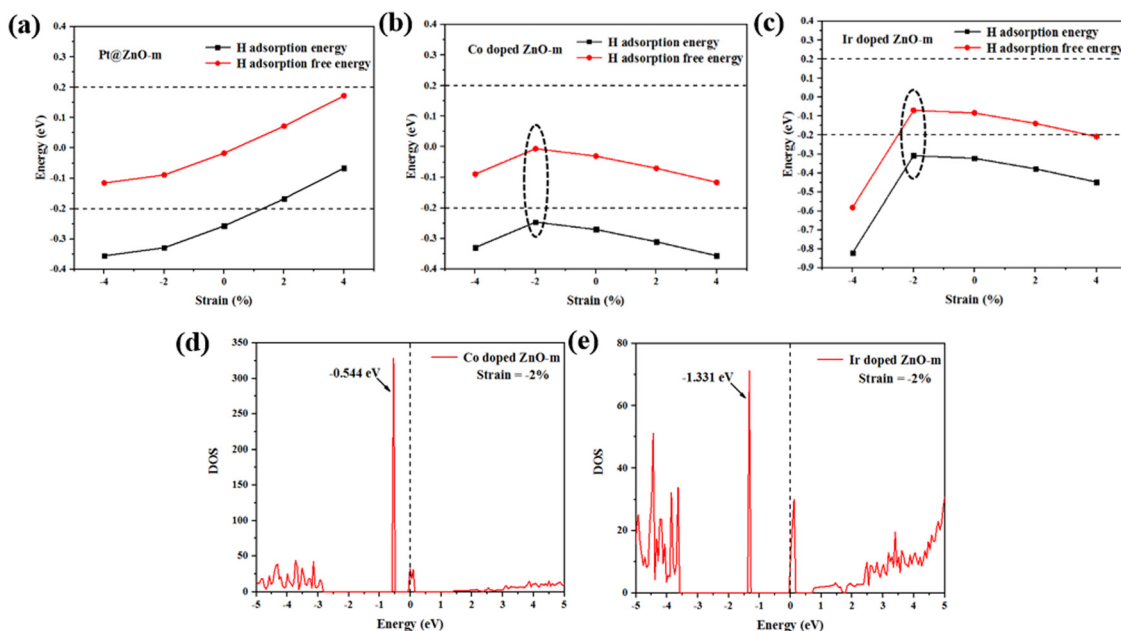 (a)
Pt@ZnO-m
H adsorption energy
H adsorption free energy
Energy (eV)
0.4
0.3
0.2
0.1
0.0
-0.1
-0.2
-0.3
-0.4
-4 -2 0 2 4
Strain (%)
(b)
Co doped ZnO-m
H adsorption energy
H adsorption free energy
Energy (eV)
0.4
0.3
0.2
0.1
0.0
-0.1
-0.2
-0.3
-0.4
-4 -2 0 2 4
Strain (%)
(c)
Ir doped ZnO-m
H adsorption energy
H adsorption free energy
Energy (eV)
0.4
0.3
0.2
0.1
0.0
-0.1
-0.2
-0.3
-0.4
-0.5
-0.6
-0.7
-0.8
-0.9
-4 -2 0 2 4
Strain (%)
(d)
Co doped ZnO-m
Strain = -2%
-0.544 eV
DOS
350
300
250
200
150
100
50
0
-5 -4 -3 -2 -1 0 1 2 3 4 5
Energy (eV)
(e)
Ir doped ZnO-m
Strain = -2%
-1.331 eV
DOS
80
60
40
20
0
-5 -4 -3 -2 -1 0 1 2 3 4 5
Energy (eV)